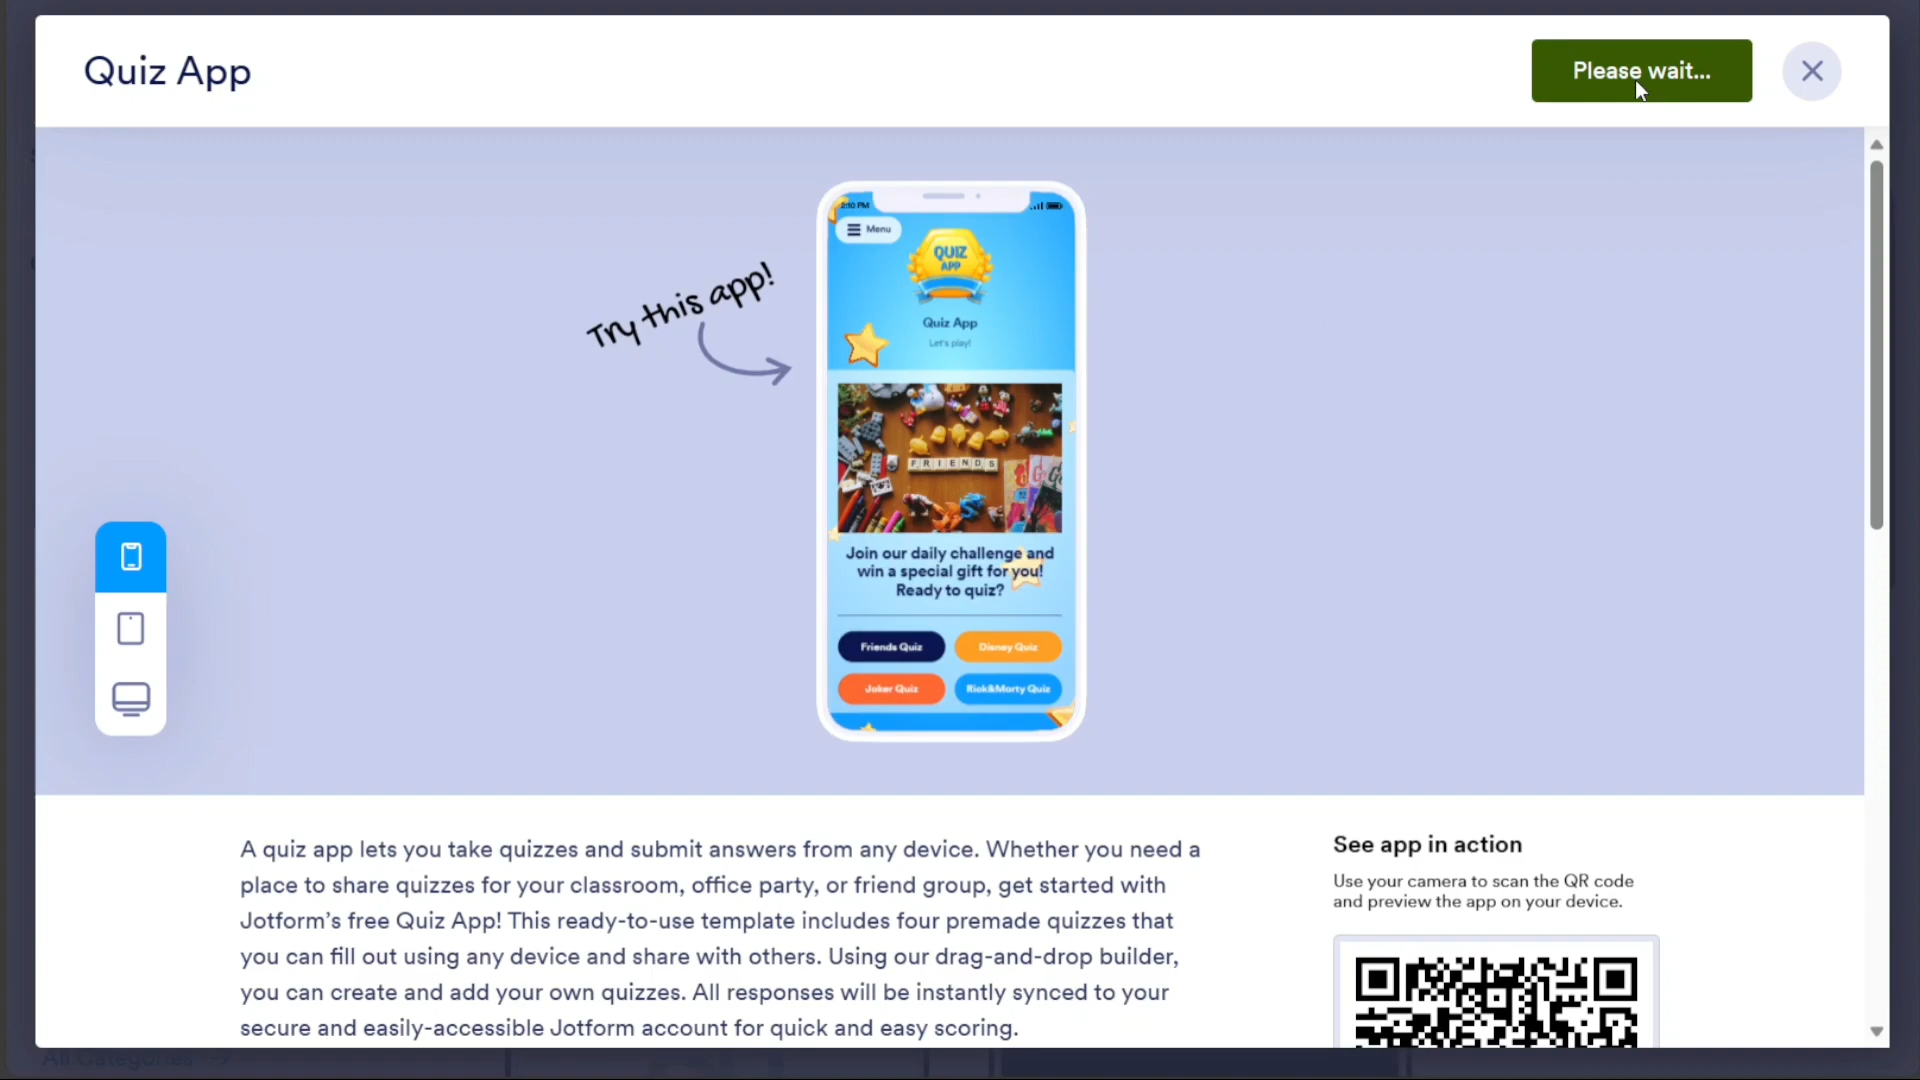 Quiz App
Please wait...
2:10 PM
Menu
QUIZ
APP
Try this app!
Quiz App
Let's play!
FRIENDS
Join our daily challenge and
win a special gift for you!
Ready to quiz?
Friends Quiz
Disney Quiz
Joker Quiz
Rick&Morty Quiz
A quiz app lets you take quizzes and submit answers from any device. Whether you need a
place to share quizzes for your classroom, office party, or friend group, get started with
Jotform's free Quiz App! This ready-to-use template includes four premade quizzes that
you can fill out using any device and share with others. Using our drag-and-drop builder,
you can create and add your own quizzes. All responses will be instantly synced to your
secure and easily-accessible Jotform account for quick and easy scoring.
See app in action
Use your camera to scan the QR code
and preview the app on your device.
All Categories